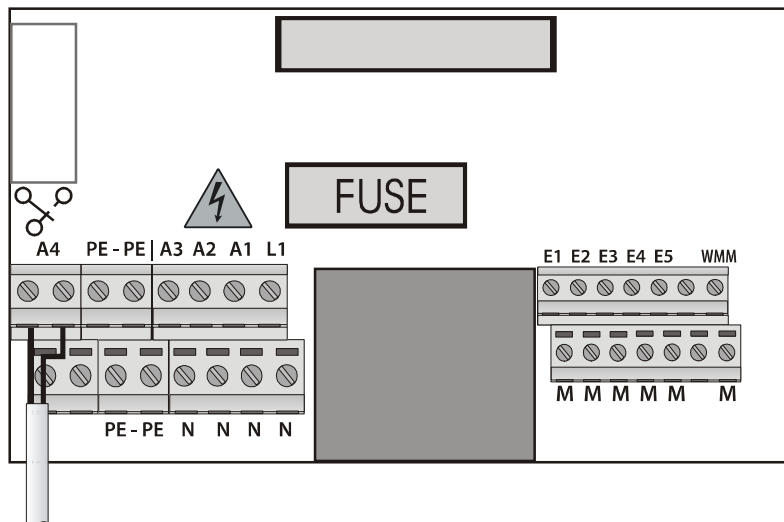 FUSE
A4 PE - PE A3 A2 A1 L1
E1 E2 E3 E4 E5 WMM
M M M M M M
PE - PE N N N N